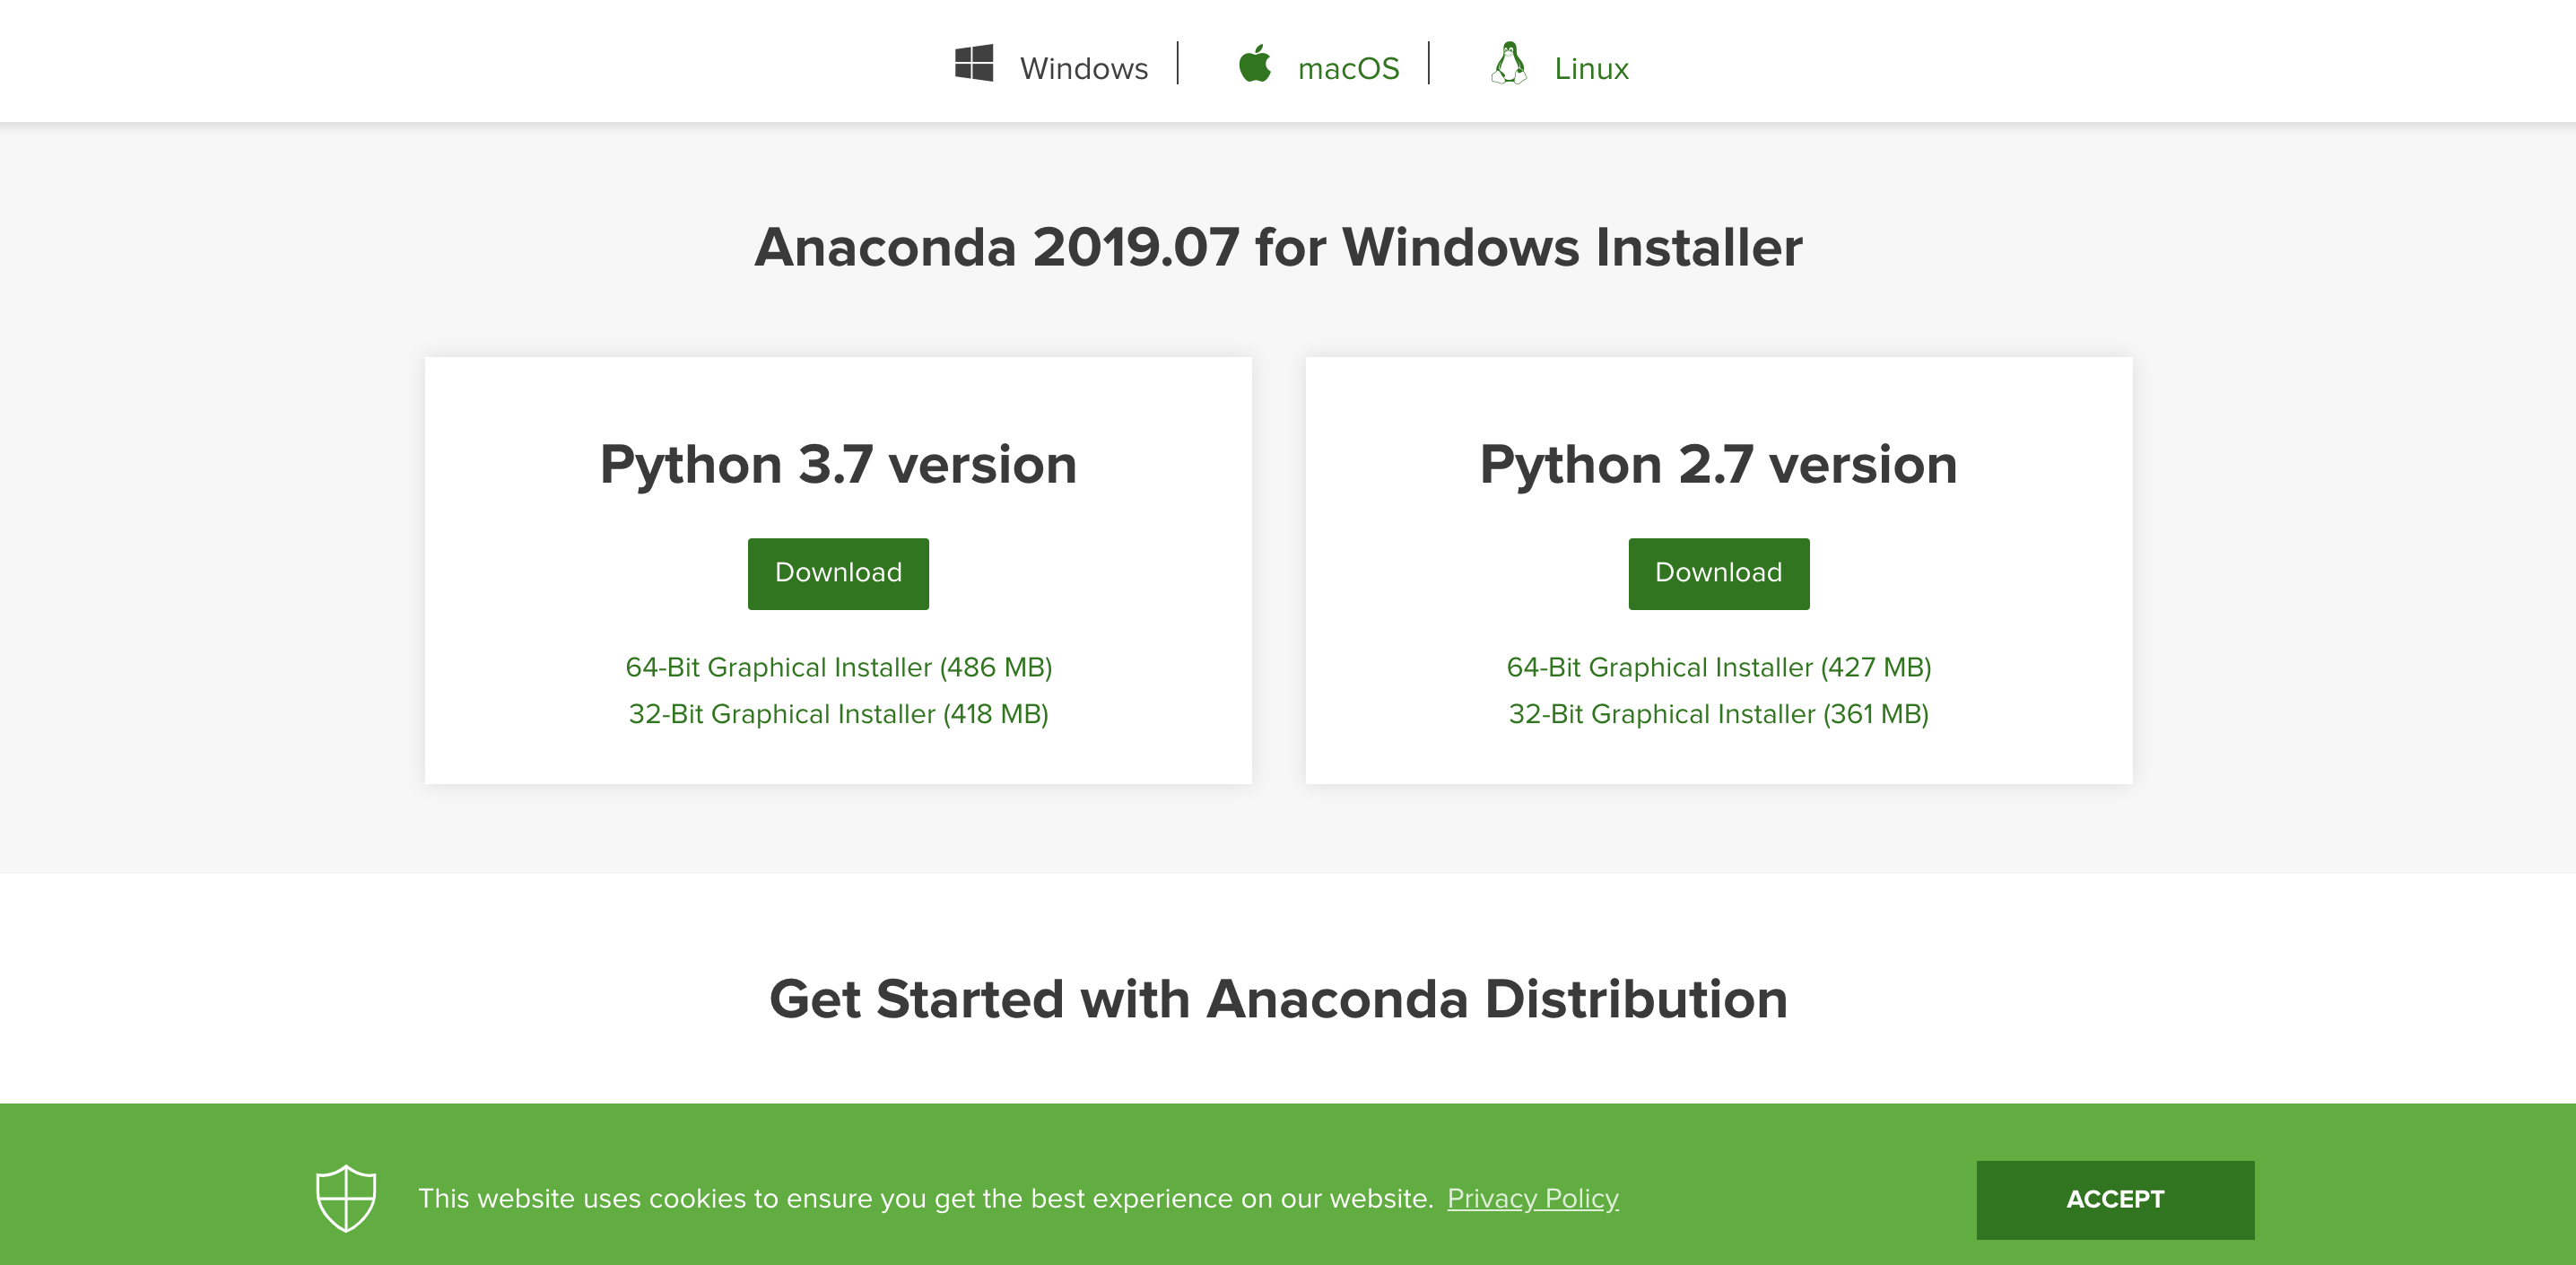 Windows macOS Linux
Anaconda 2019.07 for Windows Installer
Python 3.7 version
Download
64-Bit Graphical Installer (486 MB)
32-Bit Graphical Installer (418 MB)
Python 2.7 version
Download
64-Bit Graphical Installer (427 MB)
32-Bit Graphical Installer (361 MB)
Get Started with Anaconda Distribution
This website uses cookies to ensure you get the best experience on our website. Privacy Policy
ACCEPT